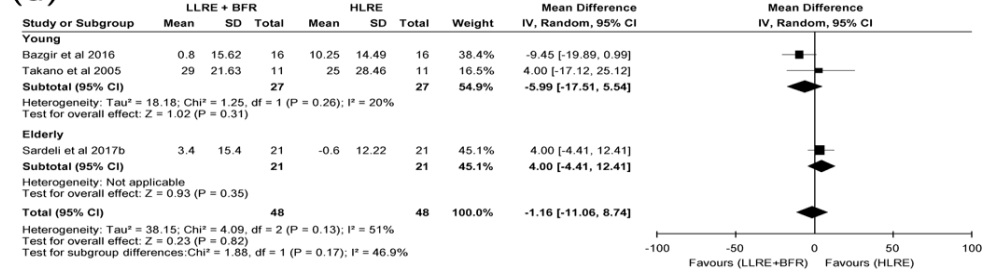 LLRE + BFR HLRE Mean Difference Mean Difference
Study or Subgroup Mean SD Total Mean SD Total Weight IV, Random, 95% CI IV, Random, 95% CI
Young
Bazgir et al 2016 0.8 15.62 16 10.25 14.49 16 38.4% -9.45 [-19.89, 0.99]
Takano et al 2005 29 21.63 11 25 28.46 11 16.5% 4.00 [-17.12, 25.12]
Subtotal (95% CI) 27 27 54.9% -5.99 [-17.51, 5.54]
Heterogeneity: Tau² = 18.18; Chi² = 1.25, df = 1 (P = 0.26); I² = 20%
Test for overall effect: Z = 1.02 (P = 0.31)
Elderly
Sardeli et al 2017b 3.4 15.4 21 -0.6 12.22 21 45.1% 4.00 [-4.41, 12.41]
Subtotal (95% CI) 21 21 45.1% 4.00 [-4.41, 12.41]
Heterogeneity: Not applicable
Test for overall effect: Z = 0.93 (P = 0.35)
Total (95% CI) 48 48 100.0% -1.16 [-11.06, 8.74]
Heterogeneity: Tau² = 38.15; Chi² = 4.09, df = 2 (P = 0.13); I² = 51%
Test for overall effect: Z = 0.23 (P = 0.82)
Test for subgroup differences:Chi² = 1.88, df = 1 (P = 0.17); I² = 46.9%
-100 -50 0 50 100
Favours (LLRE+BFR) Favours (HLRE)